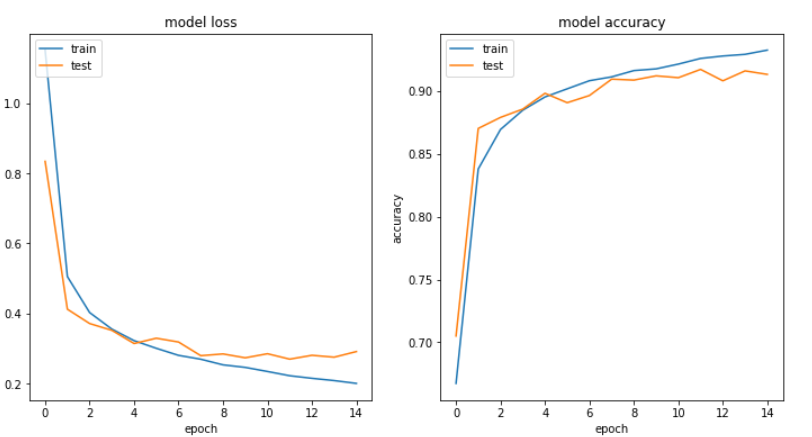 model loss
train
test
1.0
0.8
0.6
0.4
0.2
0 2 4 6 8 10 12 14
epoch
model accuracy
train
test
accuracy
0.90
0.85
0.80
0.75
0.70
0 2 4 6 8 10 12 14
epoch